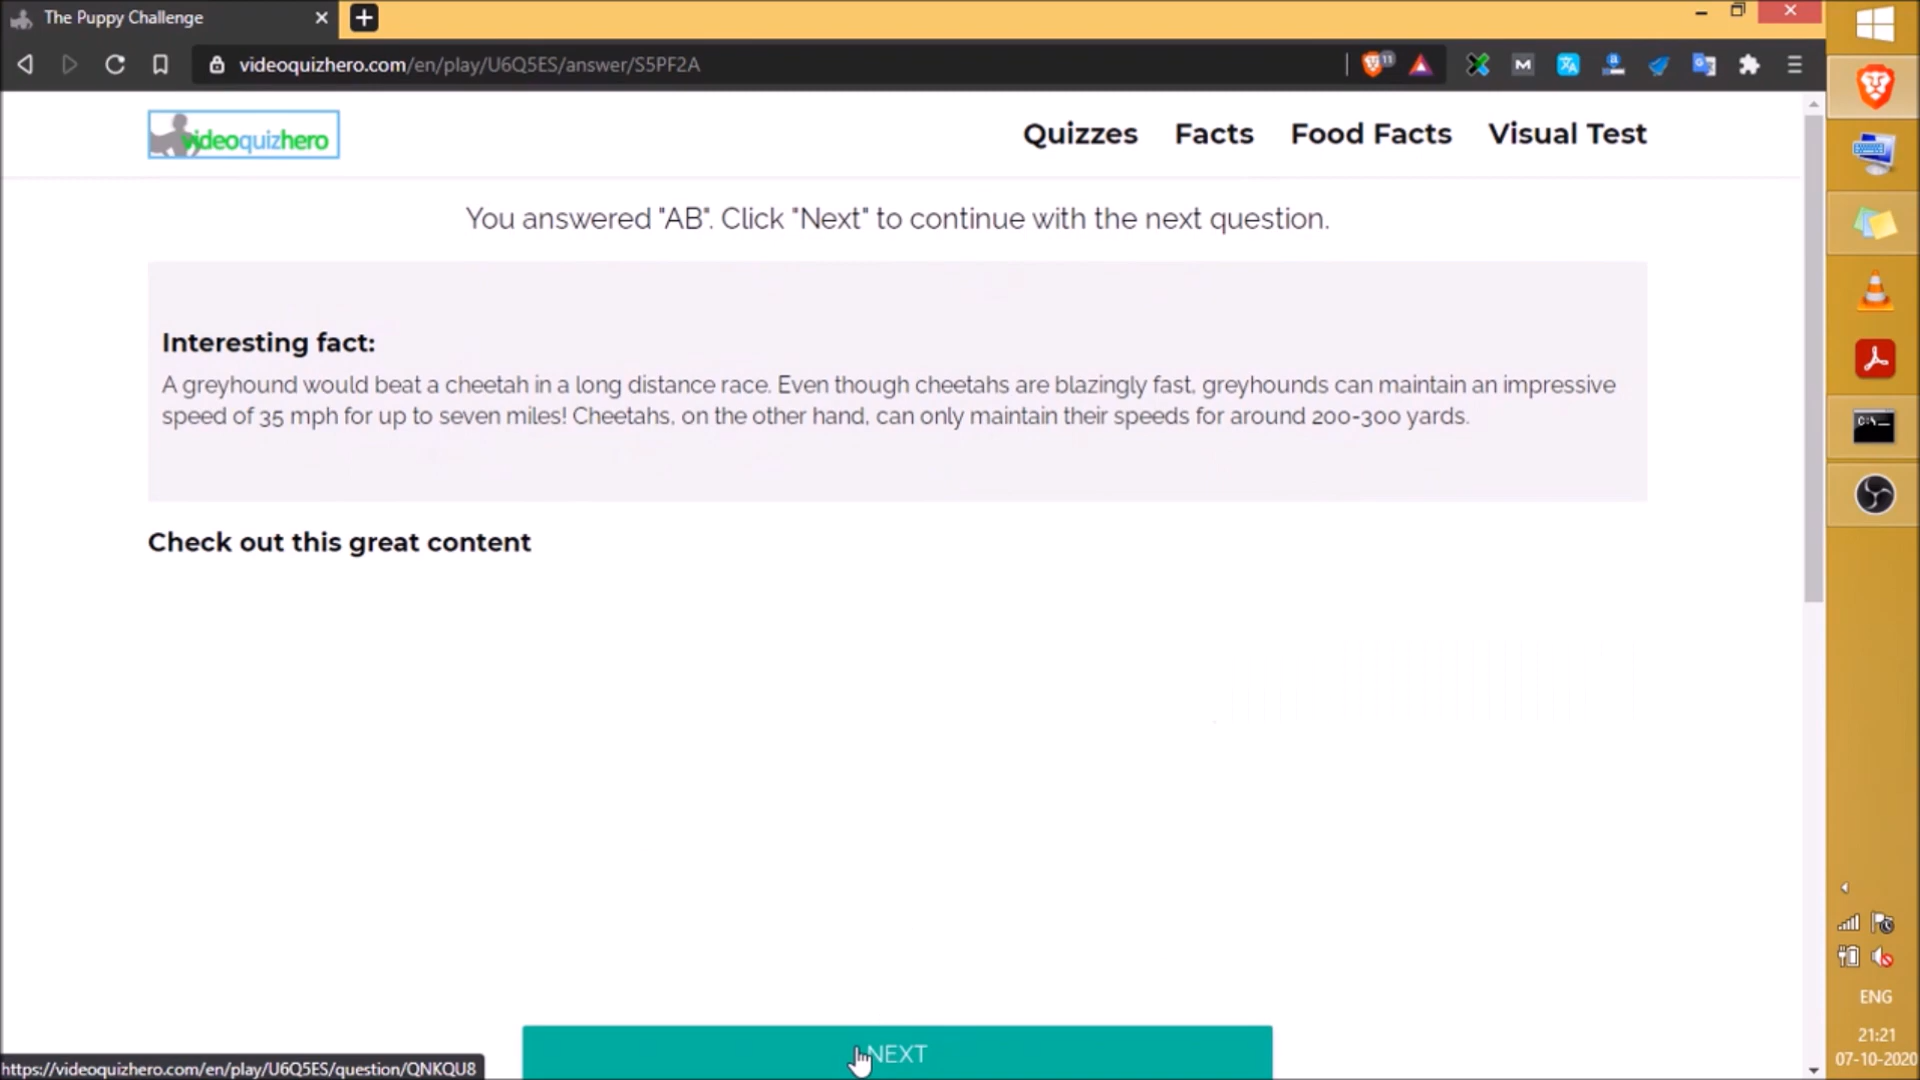 The Puppy Challenge
videoquizhero.com/en/play/U6Q5ES/answer/S5PF2A
11
videoquizhero
Quizzes Facts Food Facts Visual Test
You answered "AB". Click "Next" to continue with the next question.
Interesting fact:
A greyhound would beat a cheetah in a long distance race. Even though cheetahs are blazingly fast, greyhounds can maintain an impressive
speed of 35 mph for up to seven miles! Cheetahs, on the other hand, can only maintain their speeds for around 200-300 yards.
Check out this great content
NEXT
https://videoquizhero.com/en/play/U6Q5ES/question/QNKQU8
ENG
21:21
07-10-2020